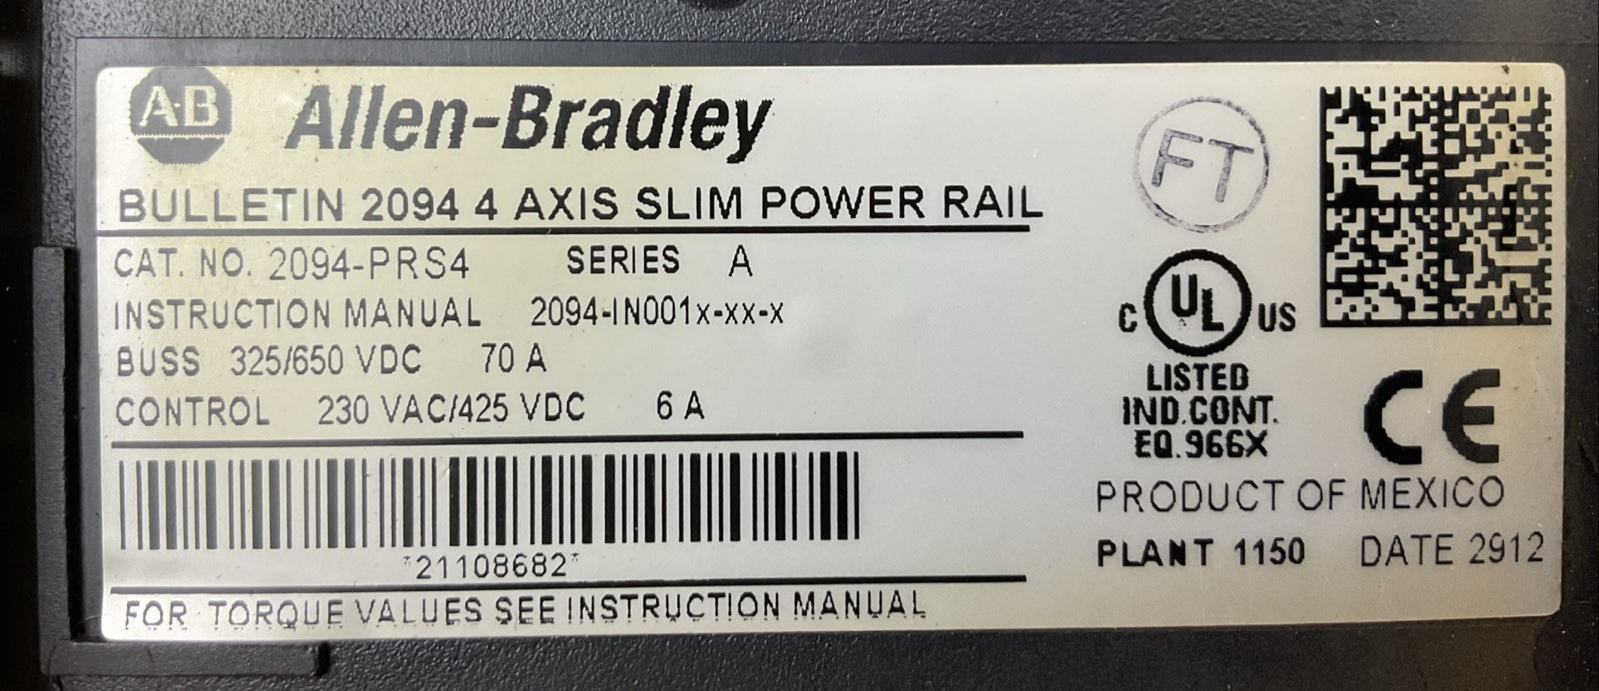 A·B Allen-Bradley
BULLETIN 2094 4 AXIS SLIM POWER RAIL
CAT. NO. 2094-PRS4 SERIES A
INSTRUCTION MANUAL 2094-IN001x-xx-x
BUSS 325/650 VDC 70 A
CONTROL 230 VAC/425 VDC 6 A
*21108682*
FOR TORQUE VALUES SEE INSTRUCTION MANUAL
FT
C UL US
LISTED
IND.CONT.
EQ.966X
CE
PRODUCT OF MEXICO
PLANT 1150 DATE 2912